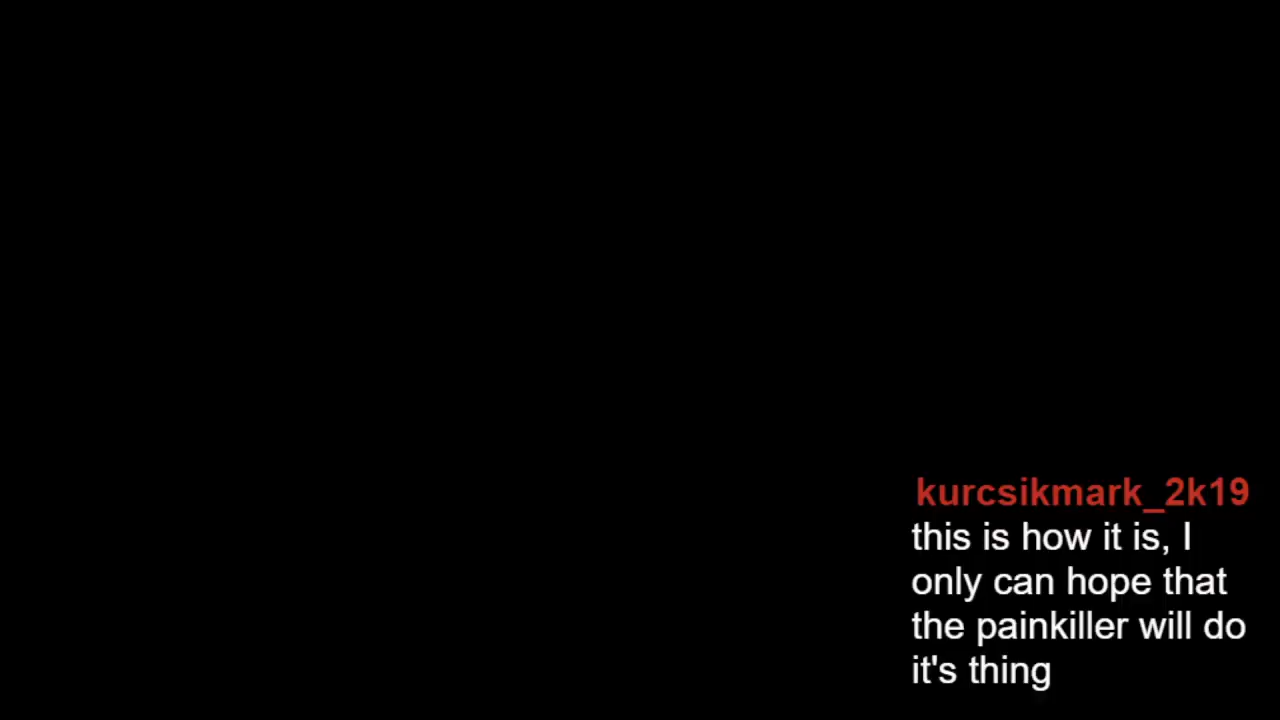 kurcsikmark_2k19
this is how it is, I
only can hope that
the painkiller will do
it's thing